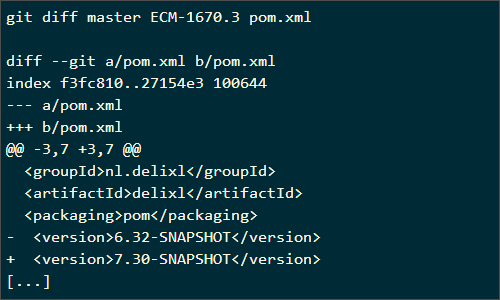 git diff master ECM-1670.3 pom.xml

diff --git a/pom.xml b/pom.xml
index f3fc810..27154e3 100644
--- a/pom.xml
+++ b/pom.xml
@@ -3,7 +3,7 @@
  <groupId>nl.delixl</groupId>
  <artifactId>delixl</artifactId>
  <packaging>pom</packaging>
-  <version>6.32-SNAPSHOT</version>
+  <version>7.30-SNAPSHOT</version>
[...]